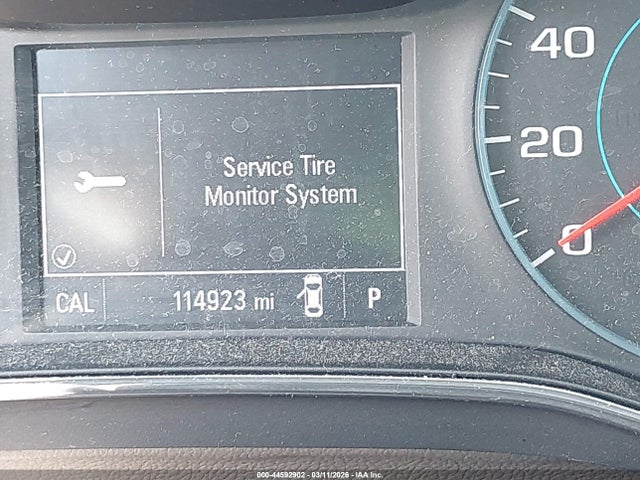 40
20
0
Service Tire
Monitor System
CAL
114923 mi
P
000-44592902 - 03/11/2026 - IAA Inc.